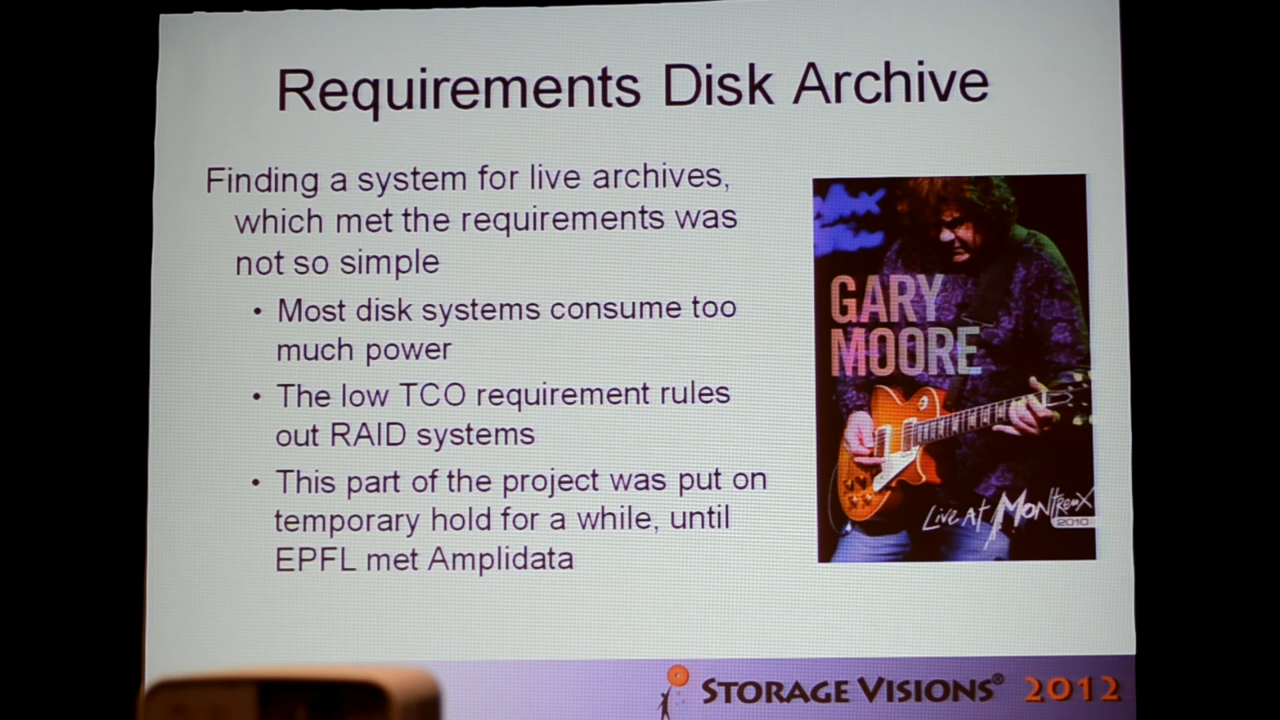 Requirements Disk Archive
Finding a system for live archives,
which met the requirements was
not so simple
• Most disk systems consume too
much power
• The low TCO requirement rules
out RAID systems
• This part of the project was put on
temporary hold for a while, until
EPFL met Amplidata
GARY
MOORE
Live at Montreux
2010
STORAGE VISIONS® 2012